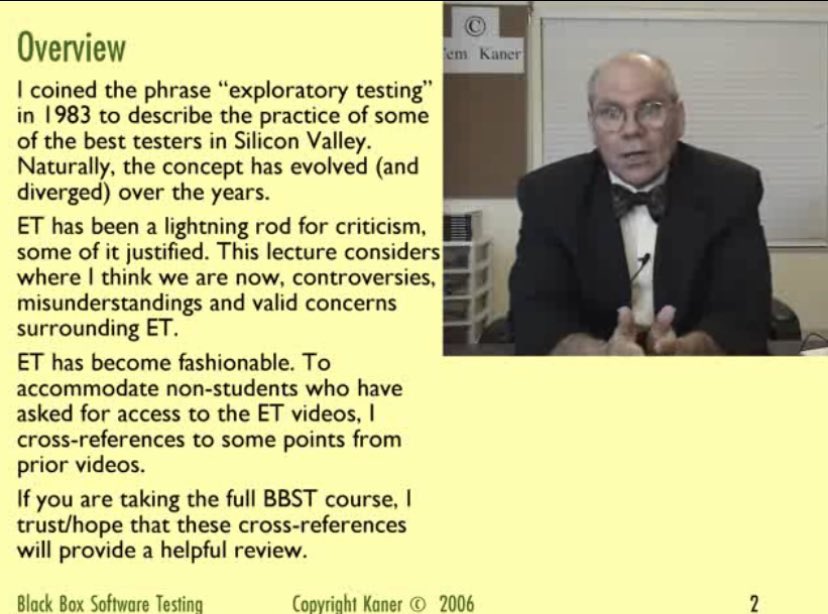 Overview
I coined the phrase “exploratory testing”
in 1983 to describe the practice of some
of the best testers in Silicon Valley.
Naturally, the concept has evolved (and
diverged) over the years.
ET has been a lightning rod for criticism,
some of it justified. This lecture considers
where I think we are now, controversies,
misunderstandings and valid concerns
surrounding ET.
ET has become fashionable. To
accommodate non-students who have
asked for access to the ET videos, I
cross-references to some points from
prior videos.
If you are taking the full BBST course, I
trust/hope that these cross-references
will provide a helpful review.
©
em Kaner
Black Box Software Testing
Copyright Kaner © 2006
2